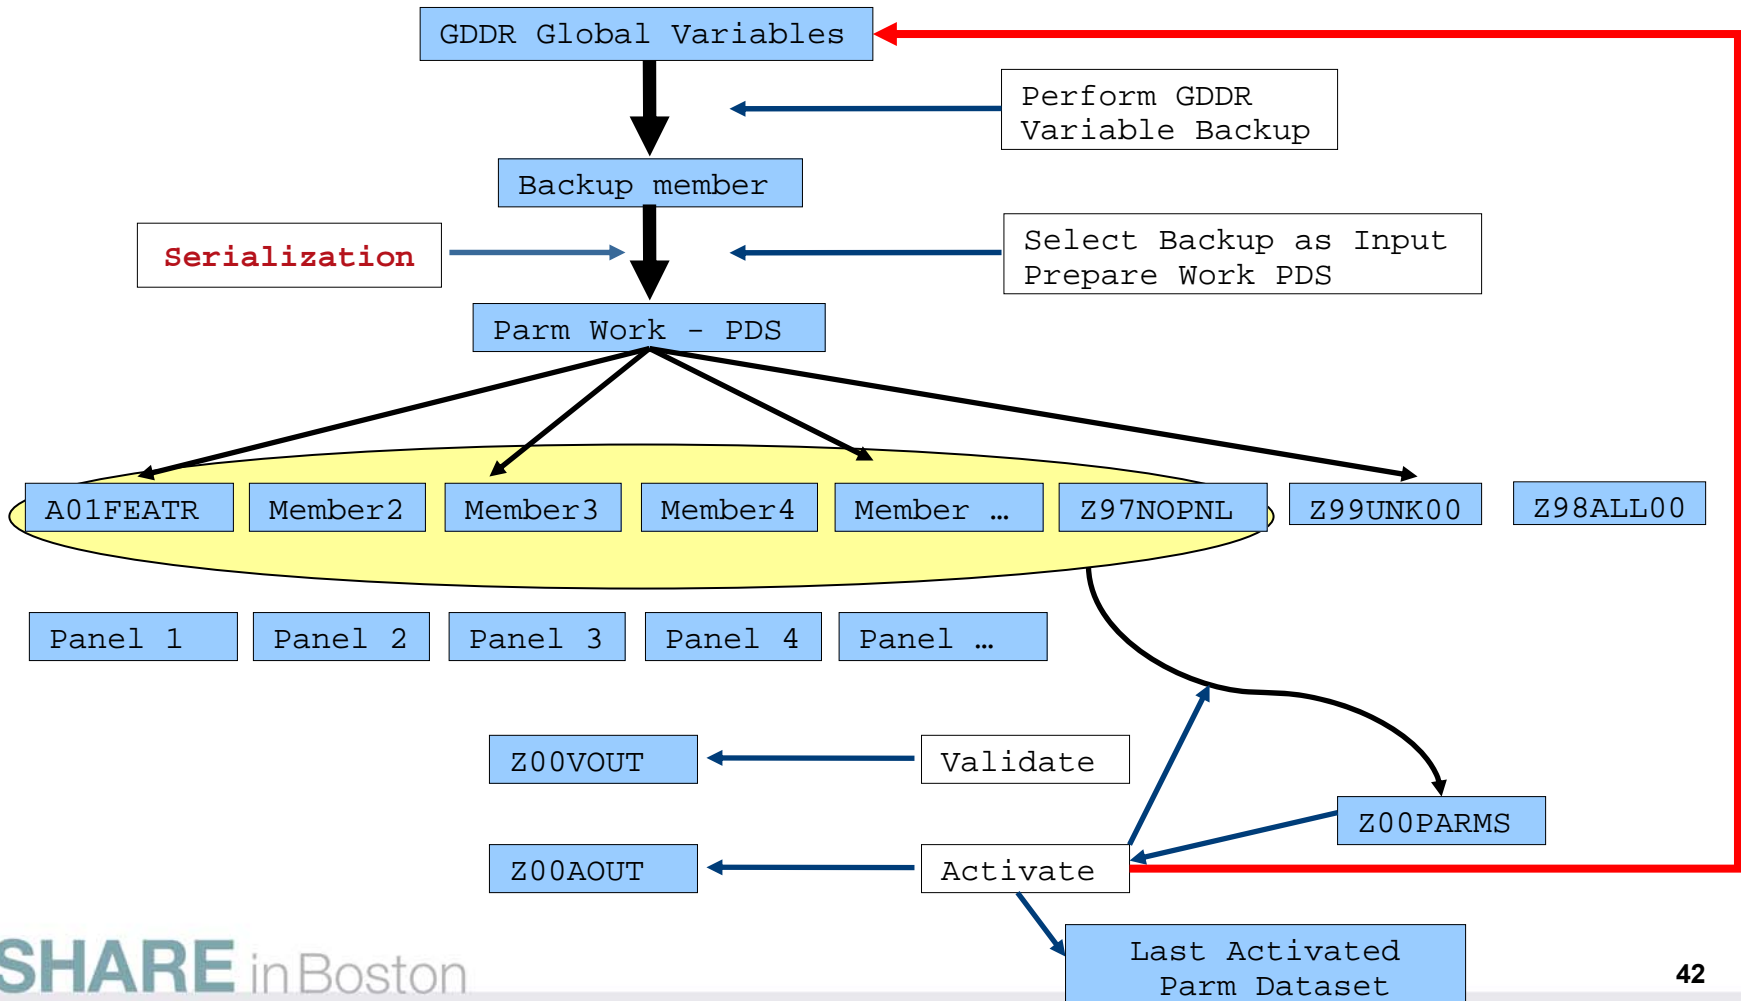 GDDR Global Variables
Perform GDDR
Variable Backup
Backup member
Serialization
Select Backup as Input
Prepare Work PDS
Parm Work - PDS
A01FEATR
Member2
Member3
Member4
Member …
Z97NOPNL
Z99UNK00
Z98ALL00
Panel 1
Panel 2
Panel 3
Panel 4
Panel …
Z00VOUT
Validate
Z00PARMS
Z00AOUT
Activate
Last Activated
Parm Dataset
SHARE in Boston
42